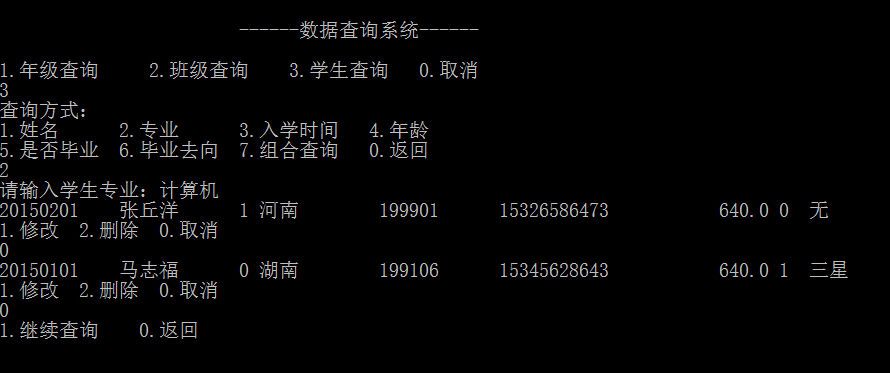 ------数据查询系统------
1.年级查询     2.班级查询    3.学生查询   0.取消
3
查询方式：
1.姓名      2.专业      3.入学时间   4.年龄
5.是否毕业  6.毕业去向  7.组合查询   0.返回
2
请输入学生专业：计算机
20150201    张丘洋      1 河南        199901      15326586473           640.0 0  无
1.修改  2.删除  0.取消
0
20150101    马志福      0 湖南        199106      15345628643           640.0 1  三星
1.修改  2.删除  0.取消
0
1.继续查询    0.返回